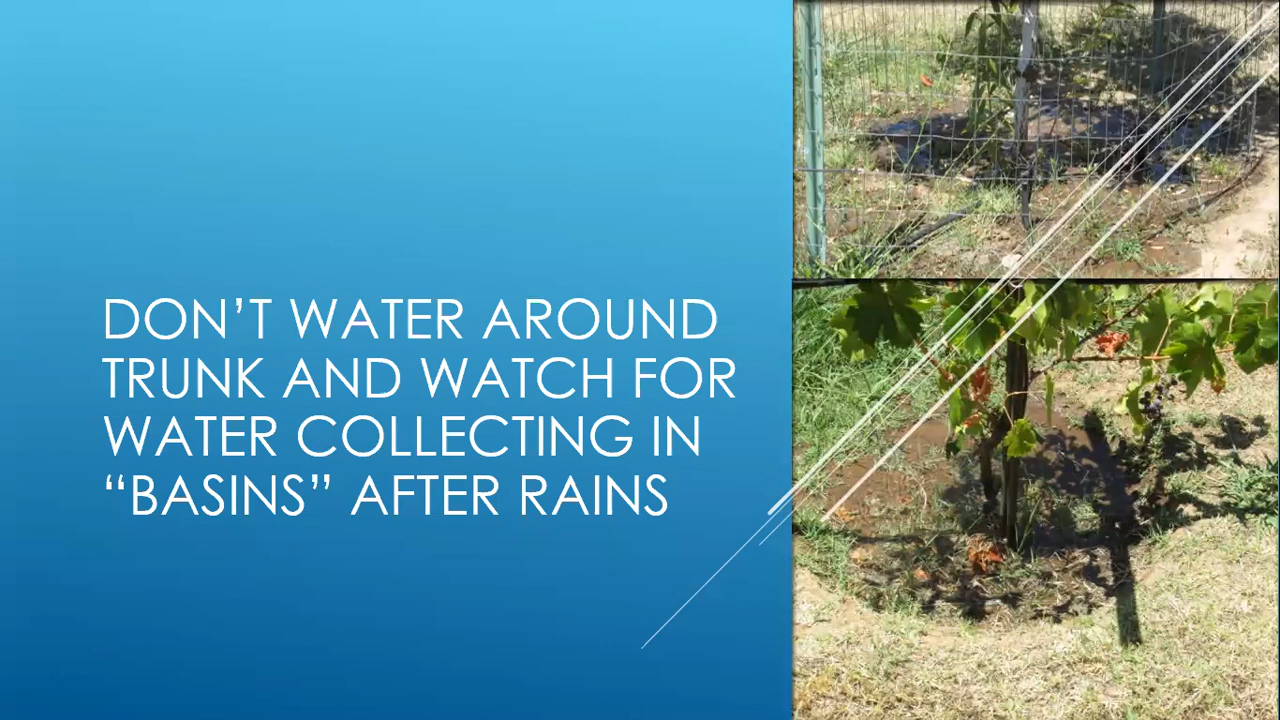 DON’T WATER AROUND
TRUNK AND WATCH FOR
WATER COLLECTING IN
“BASINS” AFTER RAINS